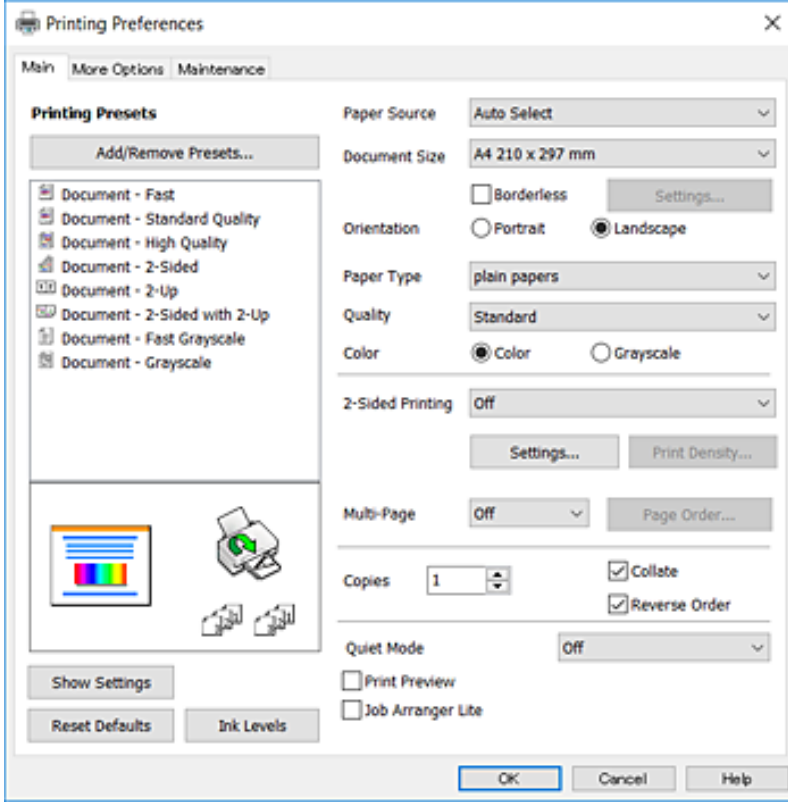 Printing Preferences
Main More Options Maintenance
Printing Presets
Add/Remove Presets...
Document - Fast
Document - Standard Quality
Document - High Quality
Document - 2-Sided
Document - 2-Up
Document - 2-Sided with 2-Up
Document - Fast Grayscale
Document - Grayscale
Show Settings
Reset Defaults Ink Levels
Paper Source Auto Select
Document Size A4 210 x 297 mm
Borderless Settings...
Orientation Portrait Landscape
Paper Type plain papers
Quality Standard
Color Color Grayscale
2-Sided Printing Off
Settings... Print Density...
Multi-Page Off Page Order...
Copies 1 Collate
Reverse Order
Quiet Mode Off
Print Preview
Job Arranger Lite
OK Cancel Help